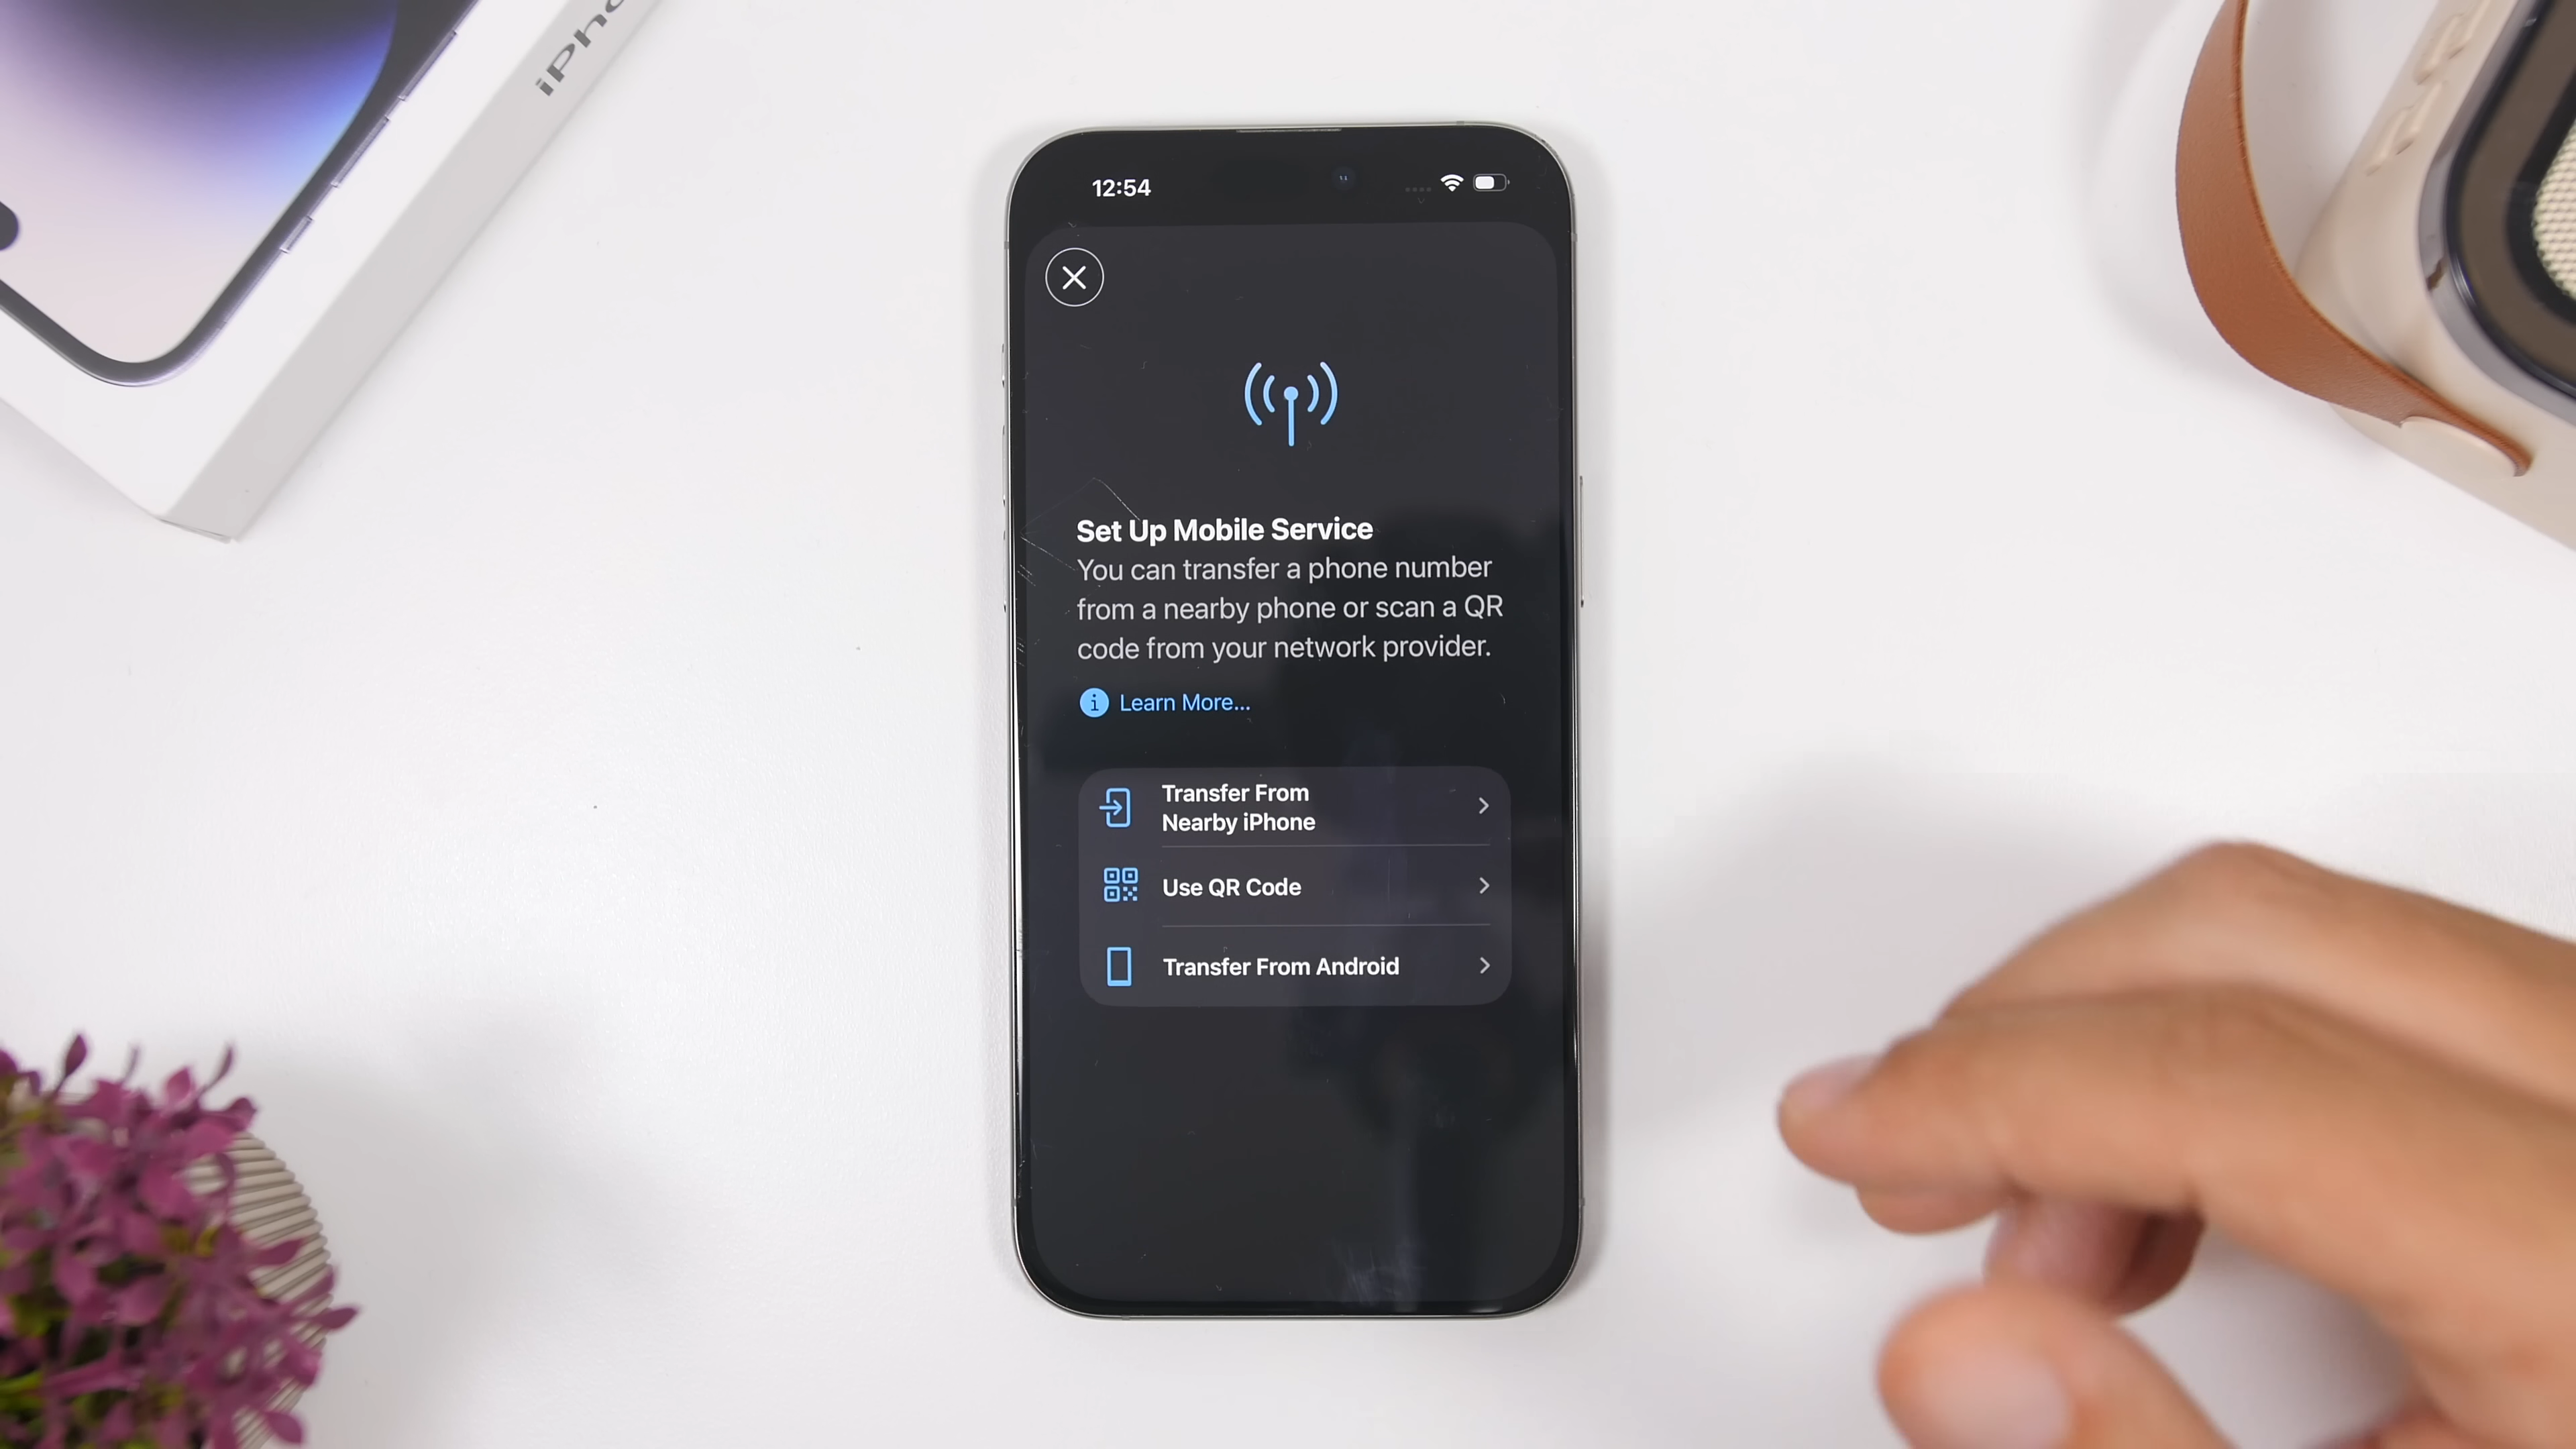 12:54
Set Up Mobile Service
You can transfer a phone number
from a nearby phone or scan a QR
code from your network provider.
Learn More...
Transfer From
Nearby iPhone
Use QR Code
Transfer From Android